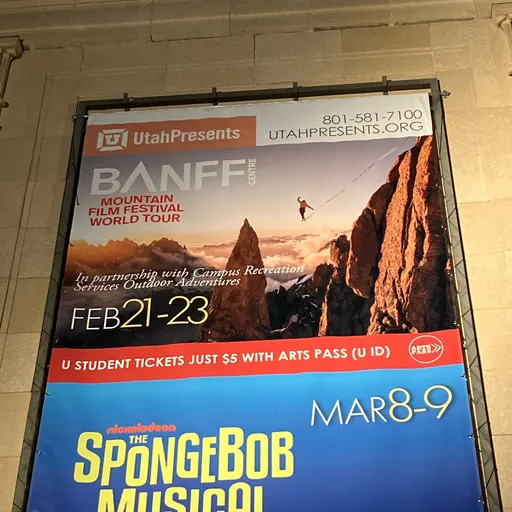 UtahPresents
801-581-7100
UTAHPRESENTS.ORG
BANFF
CENTRE
MOUNTAIN
FILM FESTIVAL
WORLD TOUR
In partnership with Campus Recreation
Services Outdoor Adventures
FEB21-23
U STUDENT TICKETS JUST $5 WITH ARTS PASS (U ID)
MAR8-9
nickelodeon
THE
SPONGEBOB
MUSICAL